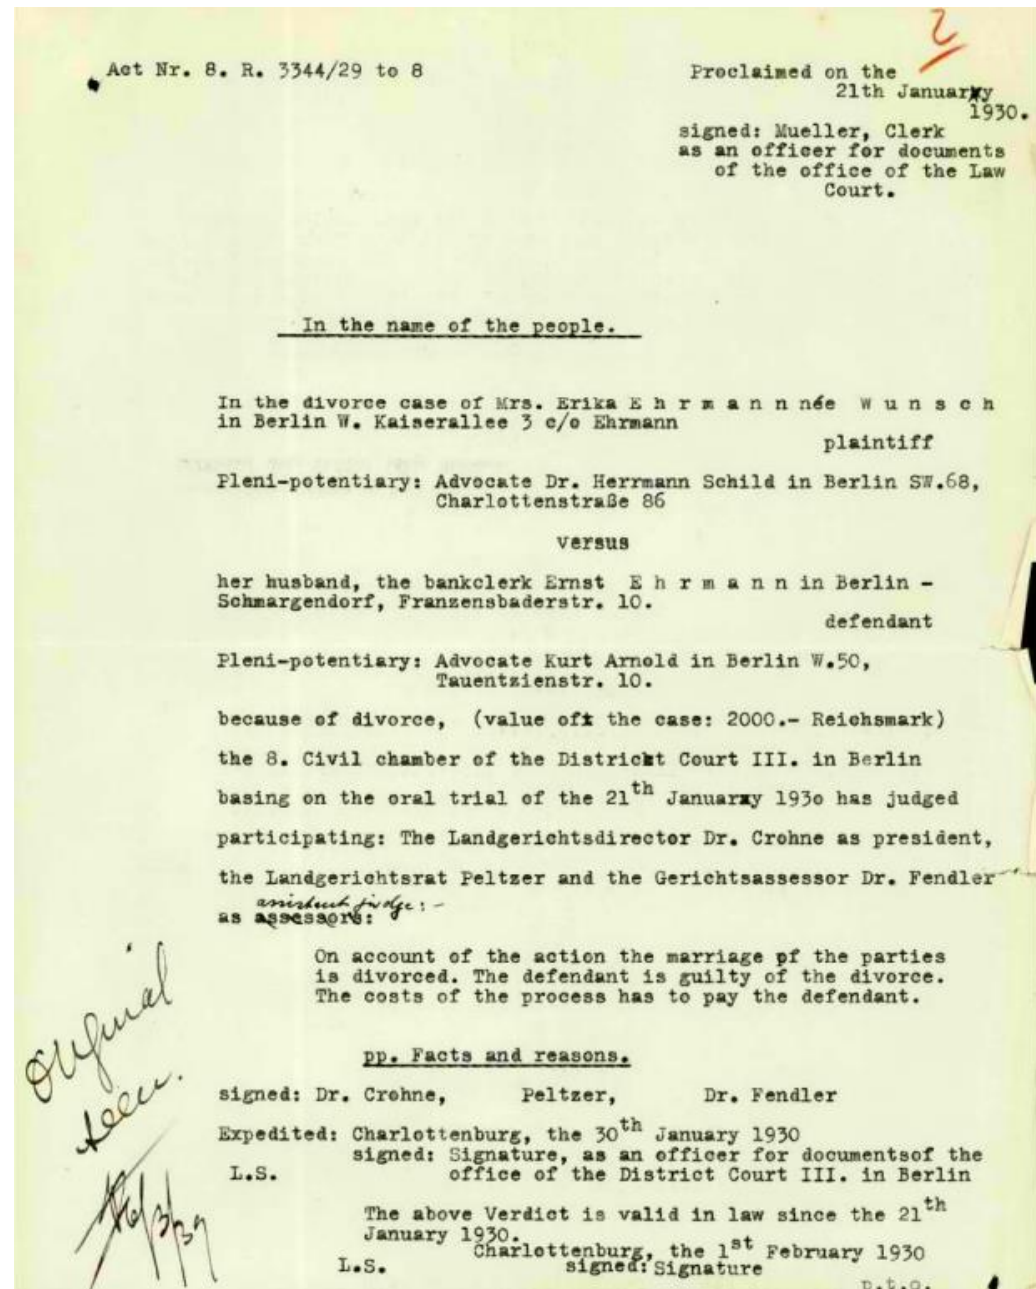 2
Act Nr. 8. R. 3344/29 to 8
Proclaimed on the
21th January
1930.
signed: Mueller, Clerk
as an officer for documents
of the office of the Law
Court.
In the name of the people.
In the divorce case of Mrs. Erika E h r m a n n née W u n s c h
in Berlin W. Kaiserallee 3 c/o Ehrmann
plaintiff
Pleni-potentiary: Advocate Dr. Herrmann Schild in Berlin SW.68,
Charlottenstraße 86
versus
her husband, the bankclerk Ernst E h r m a n n in Berlin -
Schmargendorf, Franzensbaderstr. 10.
defendant
Pleni-potentiary: Advocate Kurt Arnold in Berlin W.50,
Tauentzienstr. 10.
because of divorce, (value of the case: 2000.- Reichsmark)
the 8. Civil chamber of the District Court III. in Berlin
basing on the oral trial of the 21th January 193o has judged
participating: The Landgerichtsdirector Dr. Crohne as president,
the Landgerichtsrat Peltzer and the Gerichtsassessor Dr. Fendler
assistent judge:-
as assessors:
On account of the action the marriage pf the parties
is divorced. The defendant is guilty of the divorce.
The costs of the process has to pay the defendant.
pp. Facts and reasons.
signed: Dr. Crohne, Peltzer, Dr. Fendler
Expedited: Charlottenburg, the 30th January 1930
signed: Signature, as an officer for documentsof the
L.S. office of the District Court III. in Berlin
The above Verdict is valid in law since the 21th
January 1930.
Charlottenburg, the 1st February 1930
L.S. signed: Signature
p.t.o.
Original
seen.